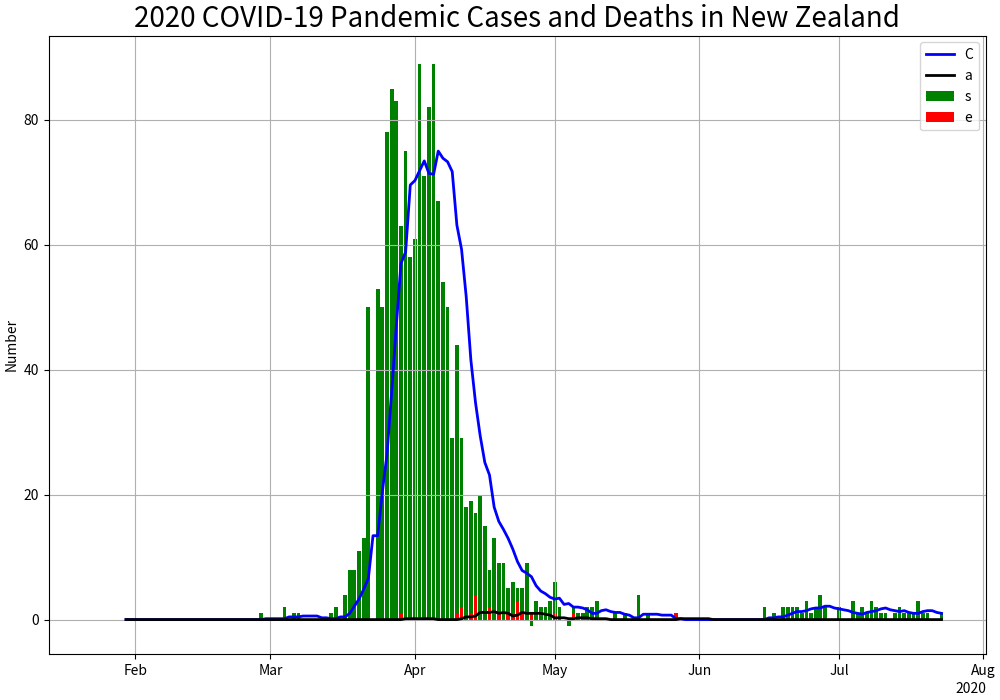 2020 COVID-19 Pandemic Cases and Deaths in New Zealand
C
a
s
e
Number
80
60
40
20
0
Feb
Mar
Apr
May
Jun
Jul
Aug
2020